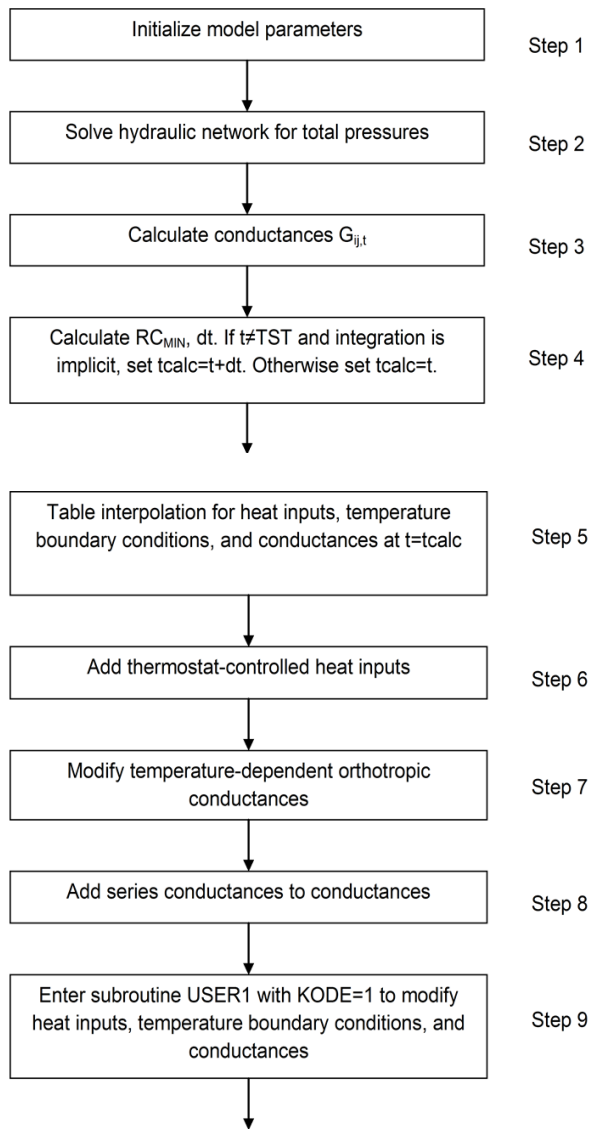 Initialize model parameters
Step 1
Solve hydraulic network for total pressures
Step 2
Calculate conductances Gij,t
Step 3
Calculate RCMIN, dt. If t≠TST and integration is
implicit, set tcalc=t+dt. Otherwise set tcalc=t.
Step 4
Table interpolation for heat inputs, temperature
boundary conditions, and conductances at t=tcalc
Step 5
Add thermostat-controlled heat inputs
Step 6
Modify temperature-dependent orthotropic
conductances
Step 7
Add series conductances to conductances
Step 8
Enter subroutine USER1 with KODE=1 to modify
heat inputs, temperature boundary conditions, and
conductances
Step 9